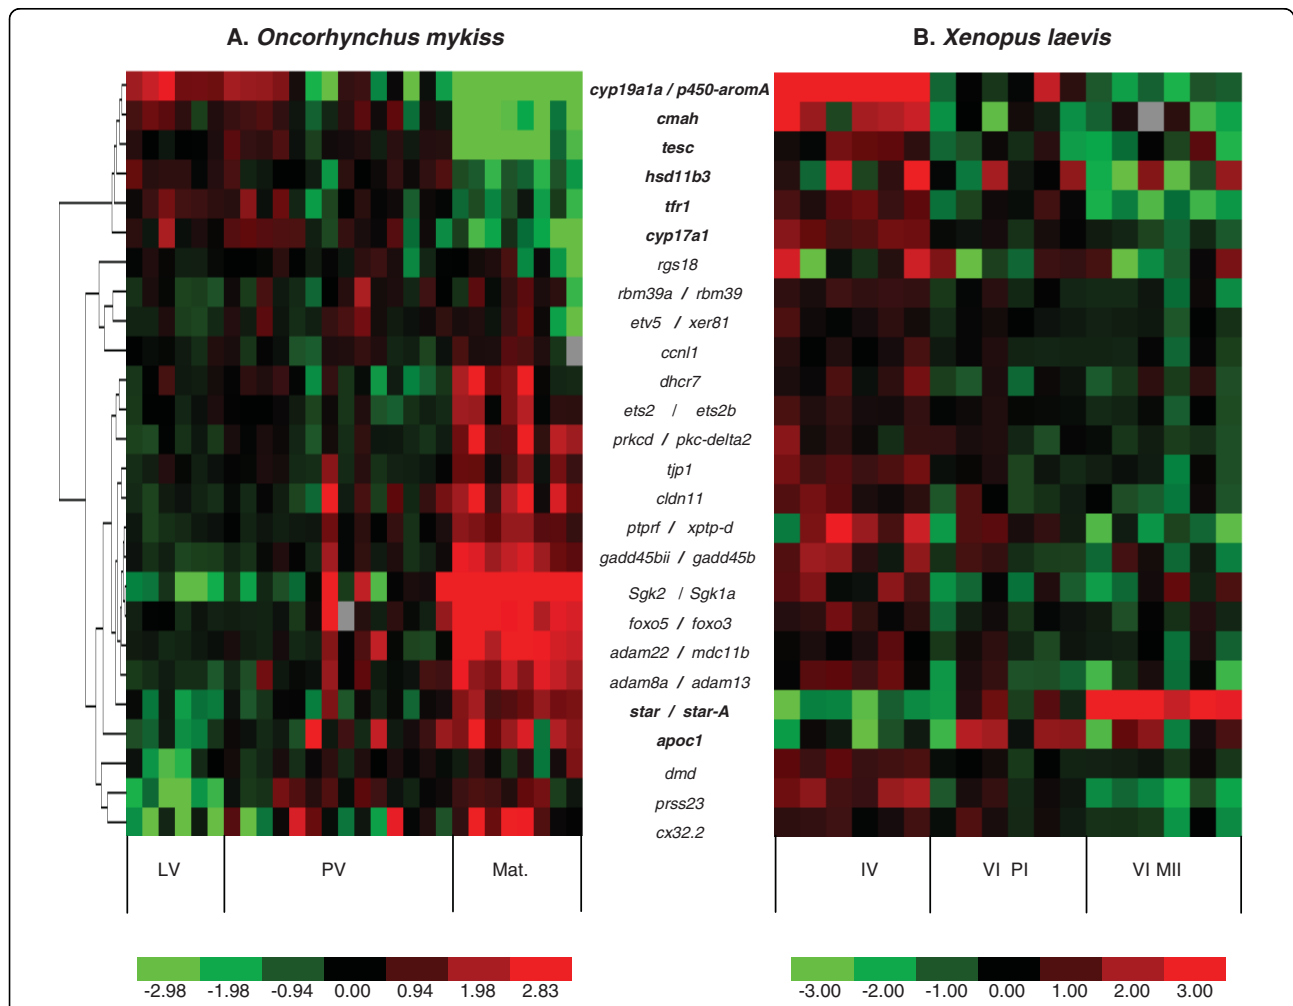 A. Oncorhynchus mykiss
B. Xenopus laevis
cyp19a1a / p450-aromA
cmah
tesc
hsd11b3
tfr1
cyp17a1
rgs18
rbm39a / rbm39
etv5 / xer81
ccnl1
dhcr7
ets2 / ets2b
prkcd / pkc-delta2
tjp1
cldn11
ptprf / xptp-d
gadd45bii / gadd45b
Sgk2 / Sgk1a
foxo5 / foxo3
adam22 / mdc11b
adam8a / adam13
star / star-A
apoc1
dmd
prss23
cx32.2
LV PV Mat.
IV VI PI VI MII
-2.98 -1.98 -0.94 0.00 0.94 1.98 2.83
-3.00 -2.00 -1.00 0.00 1.00 2.00 3.00